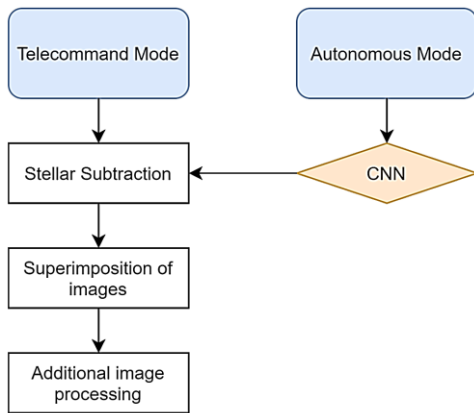 Telecommand Mode
Autonomous Mode
Stellar Subtraction
CNN
Superimposition of
images
Additional image
processing